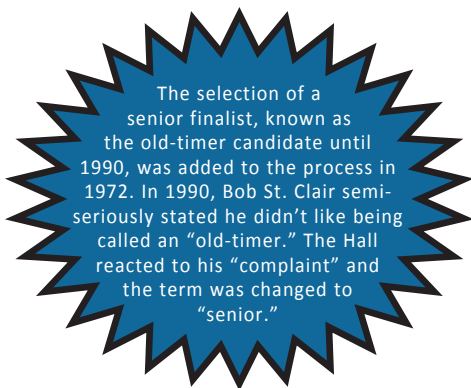 The selection of a
senior finalist, known as
the old-timer candidate until
1990, was added to the process in
1972. In 1990, Bob St. Clair semi-
seriously stated he didn’t like being
called an “old-timer.” The Hall
reacted to his “complaint” and
the term was changed to
“senior.”